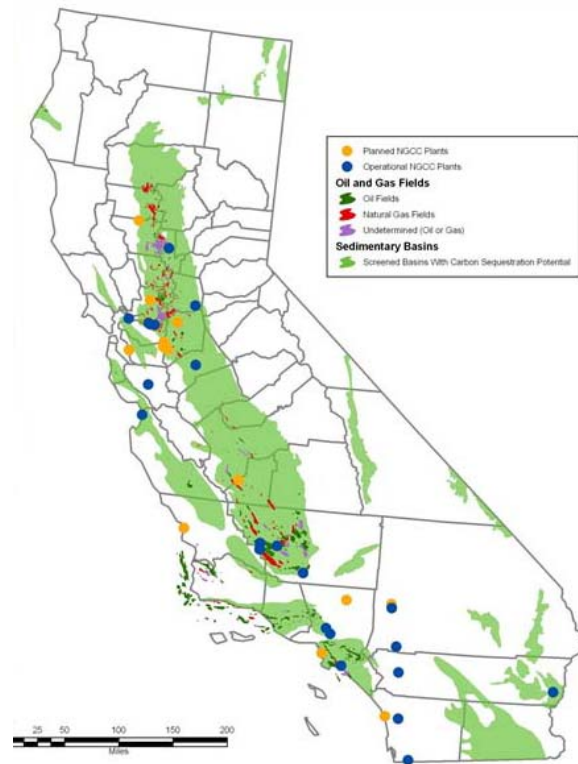 Planned NGCC Plants
Operational NGCC Plants
Oil and Gas Fields
Oil Fields
Natural Gas Fields
Undetermined (Oil or Gas)
Sedimentary Basins
Screened Basins With Carbon Sequestration Potential
25 50 100 150 200
Miles